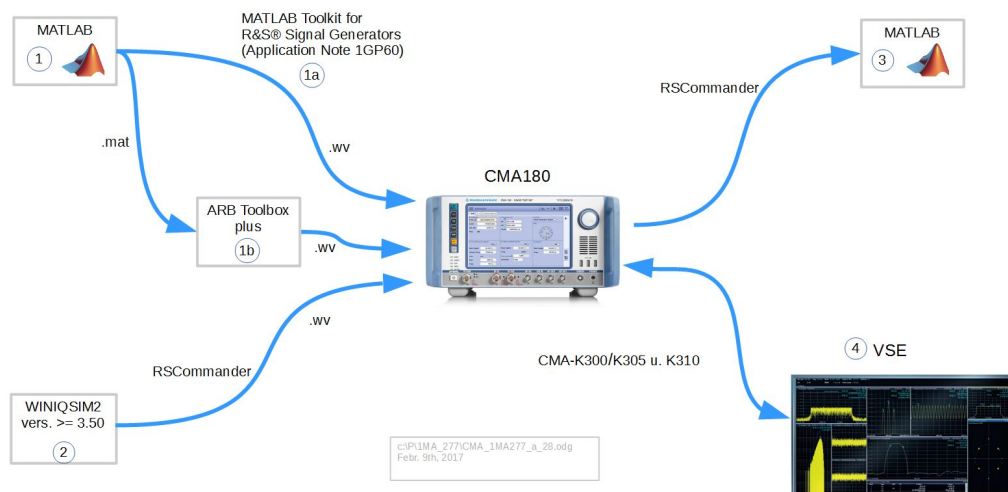 MATLAB
1
MATLAB Toolkit for
R&S® Signal Generators
(Application Note 1GP60)
1a
MATLAB
3
RSCommander
.mat
.wv
CMA180
ARB Toolbox
plus
1b
.wv
.wv
RSCommander
CMA-K300/K305 u. K310
4 VSE
WINIQSIM2
vers. >= 3.50
2
c:\P\1MA_277\CMA_1MA277_a_28.odg
Febr. 9th, 2017